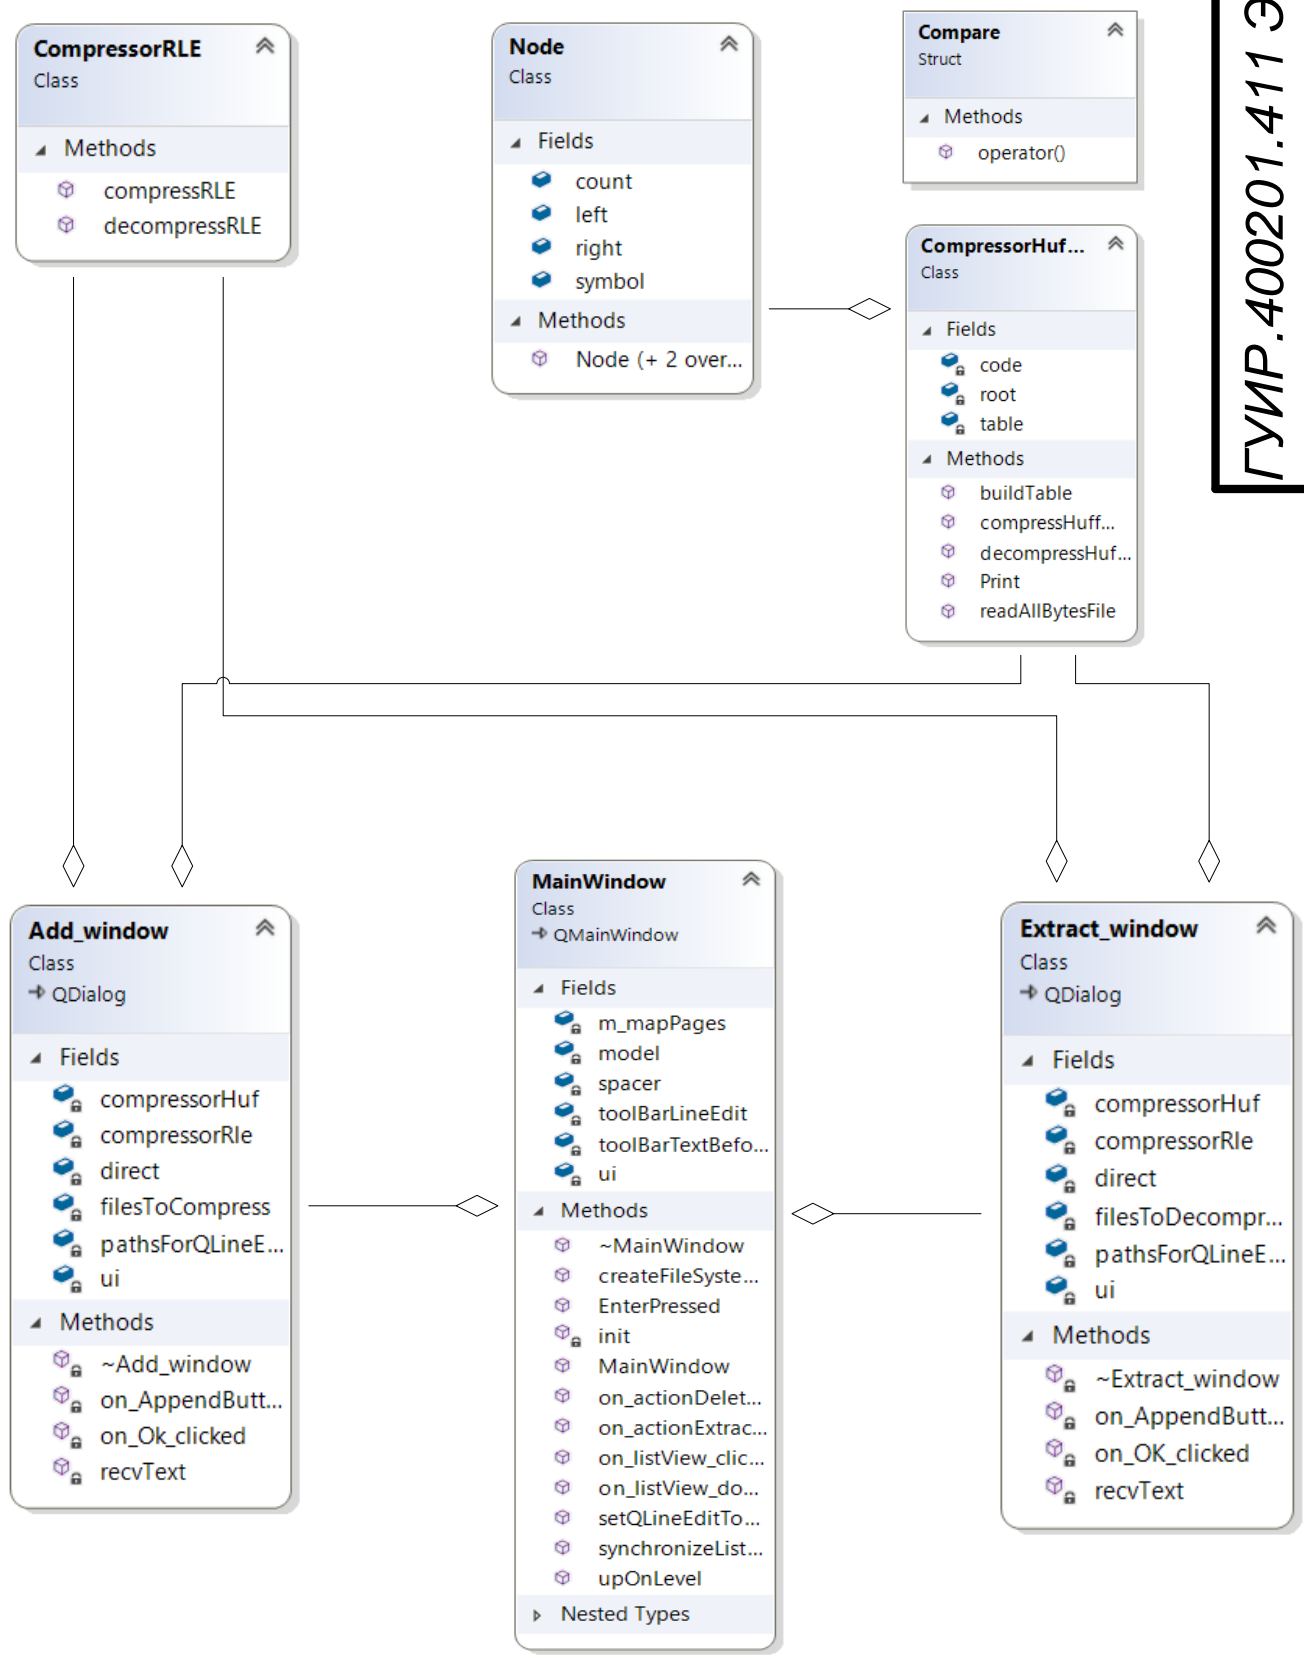 CompressorRLE
Class
Methods
compressRLE
decompressRLE
Node
Class
Fields
count
left
right
symbol
Methods
Node (+ 2 over...
Compare
Struct
Methods
operator()
CompressorHuf...
Class
Fields
code
root
table
Methods
buildTable
compressHuff...
decompressHuf...
Print
readAllBytesFile
ГУИР.400201.411 Э
Add_window
Class
QDialog
Fields
compressorHuf
compressorRle
direct
filesToCompress
pathsForQLineE...
ui
Methods
~Add_window
on_AppendButt...
on_Ok_clicked
recvText
MainWindow
Class
QMainWindow
Fields
m_mapPages
model
spacer
toolBarLineEdit
toolBarTextBefo...
ui
Methods
~MainWindow
createFileSyste...
EnterPressed
init
MainWindow
on_actionDelet...
on_actionExtrac...
on_listView_clic...
on_listView_do...
setQLineEditTo...
synchronizeList...
upOnLevel
Nested Types
Extract_window
Class
QDialog
Fields
compressorHuf
compressorRle
direct
filesToDecompr...
pathsForQLineE...
ui
Methods
~Extract_window
on_AppendButt...
on_OK_clicked
recvText